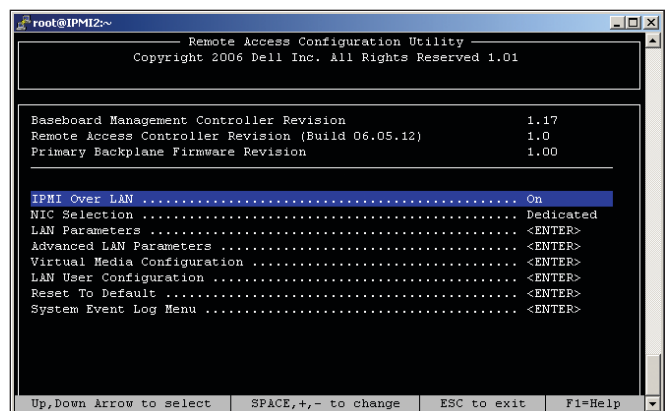 root@IPMI2:~
Remote Access Configuration Utility
Copyright 2006 Dell Inc. All Rights Reserved 1.01
Baseboard Management Controller Revision 1.17
Remote Access Controller Revision (Build 06.05.12) 1.0
Primary Backplane Firmware Revision 1.00
IPMI Over LAN ................................................... On
NIC Selection ................................................... Dedicated
LAN Parameters .................................................. <ENTER>
Advanced LAN Parameters ......................................... <ENTER>
Virtual Media Configuration ..................................... <ENTER>
LAN User Configuration .......................................... <ENTER>
Reset To Default ................................................ <ENTER>
System Event Log Menu ........................................... <ENTER>
Up,Down Arrow to select SPACE,+,- to change ESC to exit F1=Help